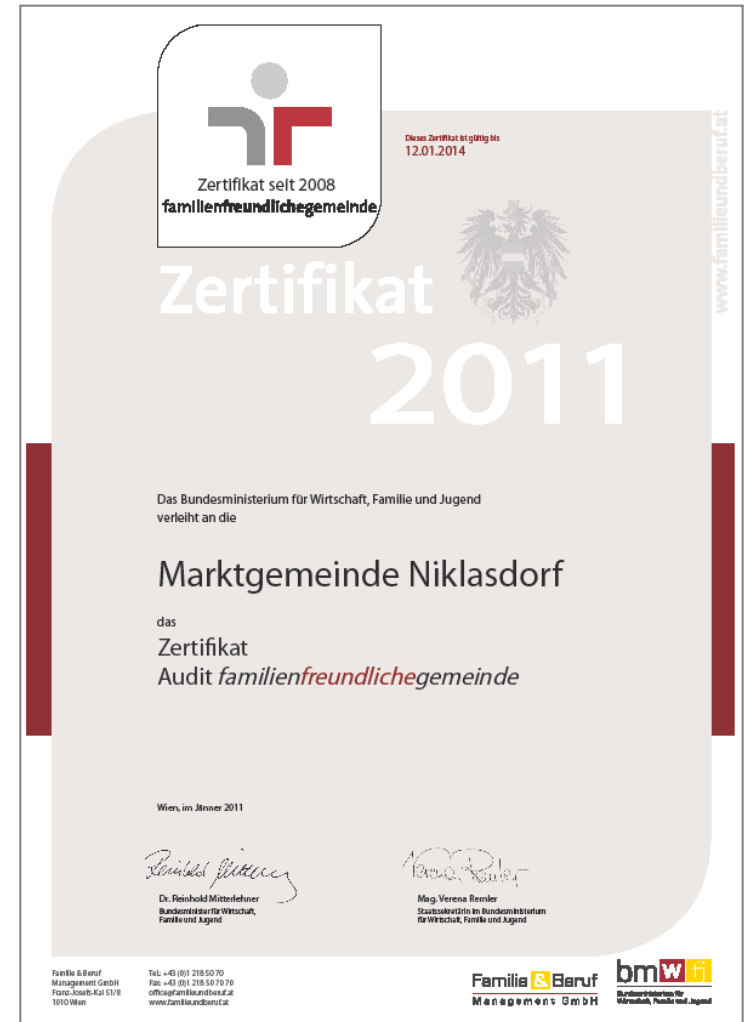 Zertifikat seit 2008
familienfreundlichegemeinde
Dieses Zertifikat ist gültig bis
12.01.2014
www.familieundberuf.at
Zertifikat
2011
Das Bundesministerium für Wirtschaft, Familie und Jugend
verleiht an die
Marktgemeinde Niklasdorf
das
Zertifikat
Audit familienfreundlichegemeinde
Wien, im Jänner 2011
Dr. Reinhold Mitterlehner
Bundesminister für Wirtschaft,
Familie und Jugend
Mag. Verena Remler
Staatssekretärin im Bundesministerium
für Wirtschaft, Familie und Jugend
Familie & Beruf
Management GmbH
Franz-Josefs-Kai 51/8
1010 Wien
Tel.: +43 (0)1 218 50 70
Fax: +43 (0)1 218 50 70 70
office@familieundberuf.at
www.familieundberuf.at
Familie & Beruf
Management GmbH
bmwfj
Bundesministerium für
Wirtschaft, Familie und Jugend